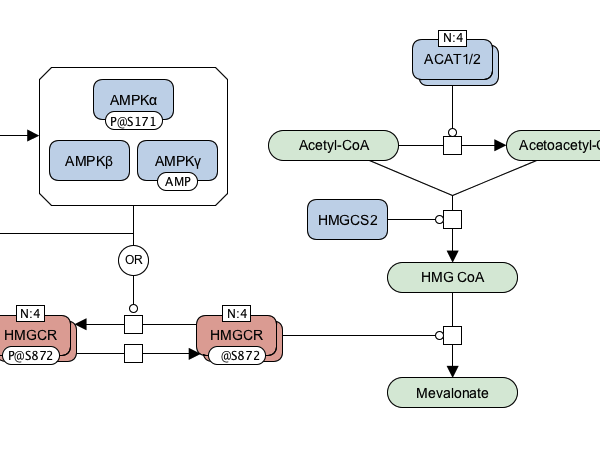 N:4
ACAT1/2
AMPKα
P@S171
AMPKβ
AMPKγ
AMP
Acetyl-CoA
Acetoacetyl-C
HMGCS2
OR
HMG CoA
N:4
HMGCR
P@S872
N:4
HMGCR
@S872
Mevalonate